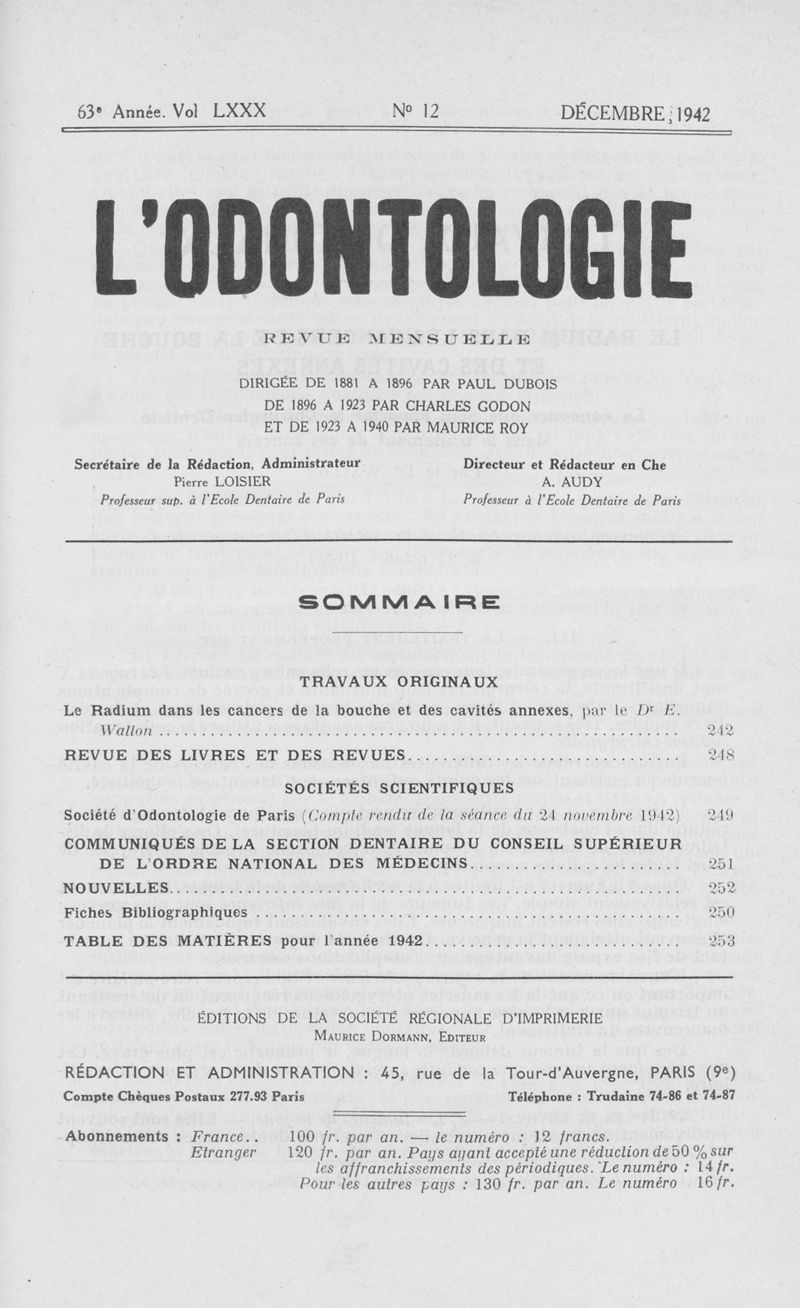 63e Année. Vol LXXX No 12 DÉCEMBRE, 1942
L'ODONTOLOGIE
REVUE MENSUELLE
DIRIGÉE DE 1881 A 1896 PAR PAUL DUBOIS
DE 1896 A 1923 PAR CHARLES GODON
ET DE 1923 A 1940 PAR MAURICE ROY
Secrétaire de la Rédaction, Administrateur
Pierre LOISIER
Professeur sup. à l'Ecole Dentaire de Paris
Directeur et Rédacteur en Che
A. AUDY
Professeur à l'Ecole Dentaire de Paris
SOMMAIRE
TRAVAUX ORIGINAUX
Le Radium dans les cancers de la bouche et des cavités annexes, par le Dr E.
Wallon ........ 242
REVUE DES LIVRES ET DES REVUES........ 248
SOCIÉTÉS SCIENTIFIQUES
Société d'Odontologie de Paris (Compte rendu de la séance du 24 novembre 1942) 249
COMMUNIQUÉS DE LA SECTION DENTAIRE DU CONSEIL SUPÉRIEUR
DE L'ORDRE NATIONAL DES MÉDECINS........ 251
NOUVELLES........ 252
Fiches Bibliographiques ........ 250
TABLE DES MATIÈRES pour l'année 1942........ 253
ÉDITIONS DE LA SOCIÉTÉ RÉGIONALE D'IMPRIMERIE
MAURICE DORMANN, EDITEUR
RÉDACTION ET ADMINISTRATION : 45, rue de la Tour-d'Auvergne, PARIS (9e)
Compte Chèques Postaux 277.93 Paris Téléphone : Trudaine 74-86 et 74-87
Abonnements : France.. 100 fr. par an. — le numéro : 12 francs.
Etranger 120 fr. par an. Pays ayant accepté une réduction de 50 % sur
les affranchissements des périodiques. Le numéro : 14 fr.
Pour les autres pays : 130 fr. par an. Le numéro 16 fr.